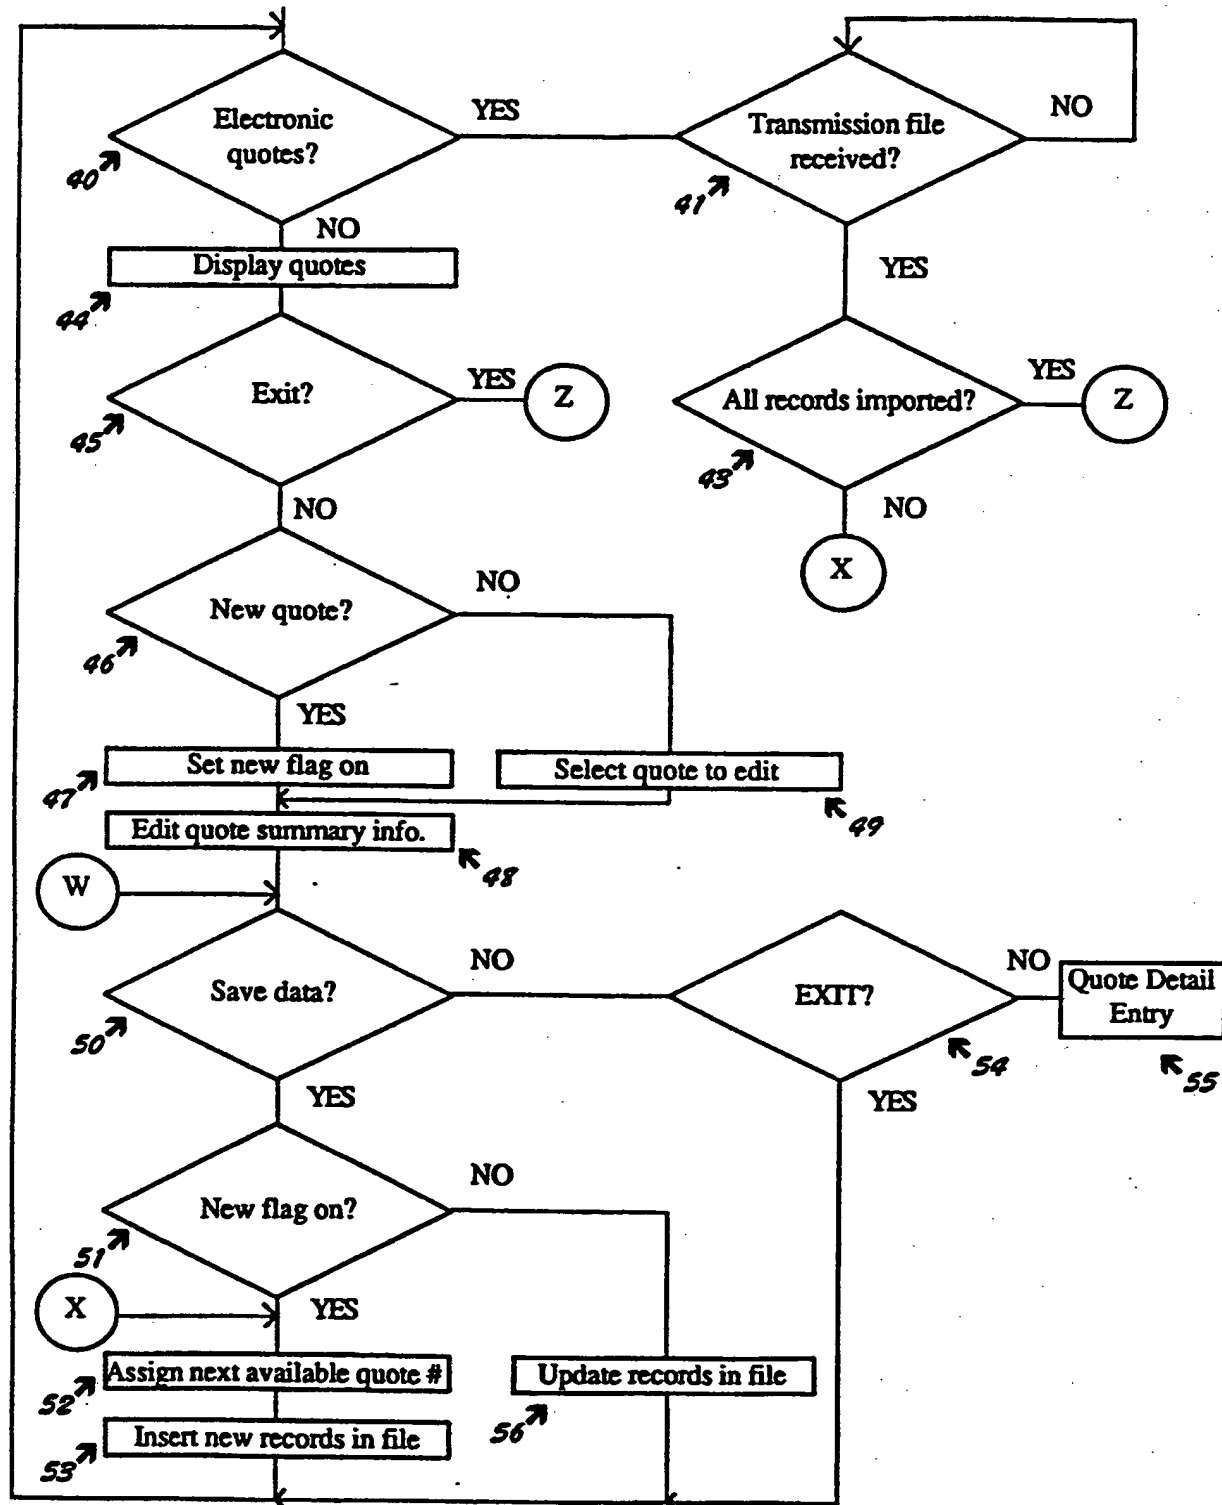 Electronic
quotes?
40
YES
Transmission file
received?
41
NO
NO
Display quotes
44
YES
Exit?
45
YES
Z
All records imported?
43
YES
Z
NO
NO
X
New quote?
46
NO
YES
Set new flag on
47
Select quote to edit
49
Edit quote summary info.
48
W
Save data?
50
NO
EXIT?
54
NO
Quote Detail
Entry
55
YES
YES
New flag on?
51
NO
X
YES
Assign next available quote #
52
Update records in file
56
Insert new records in file
53